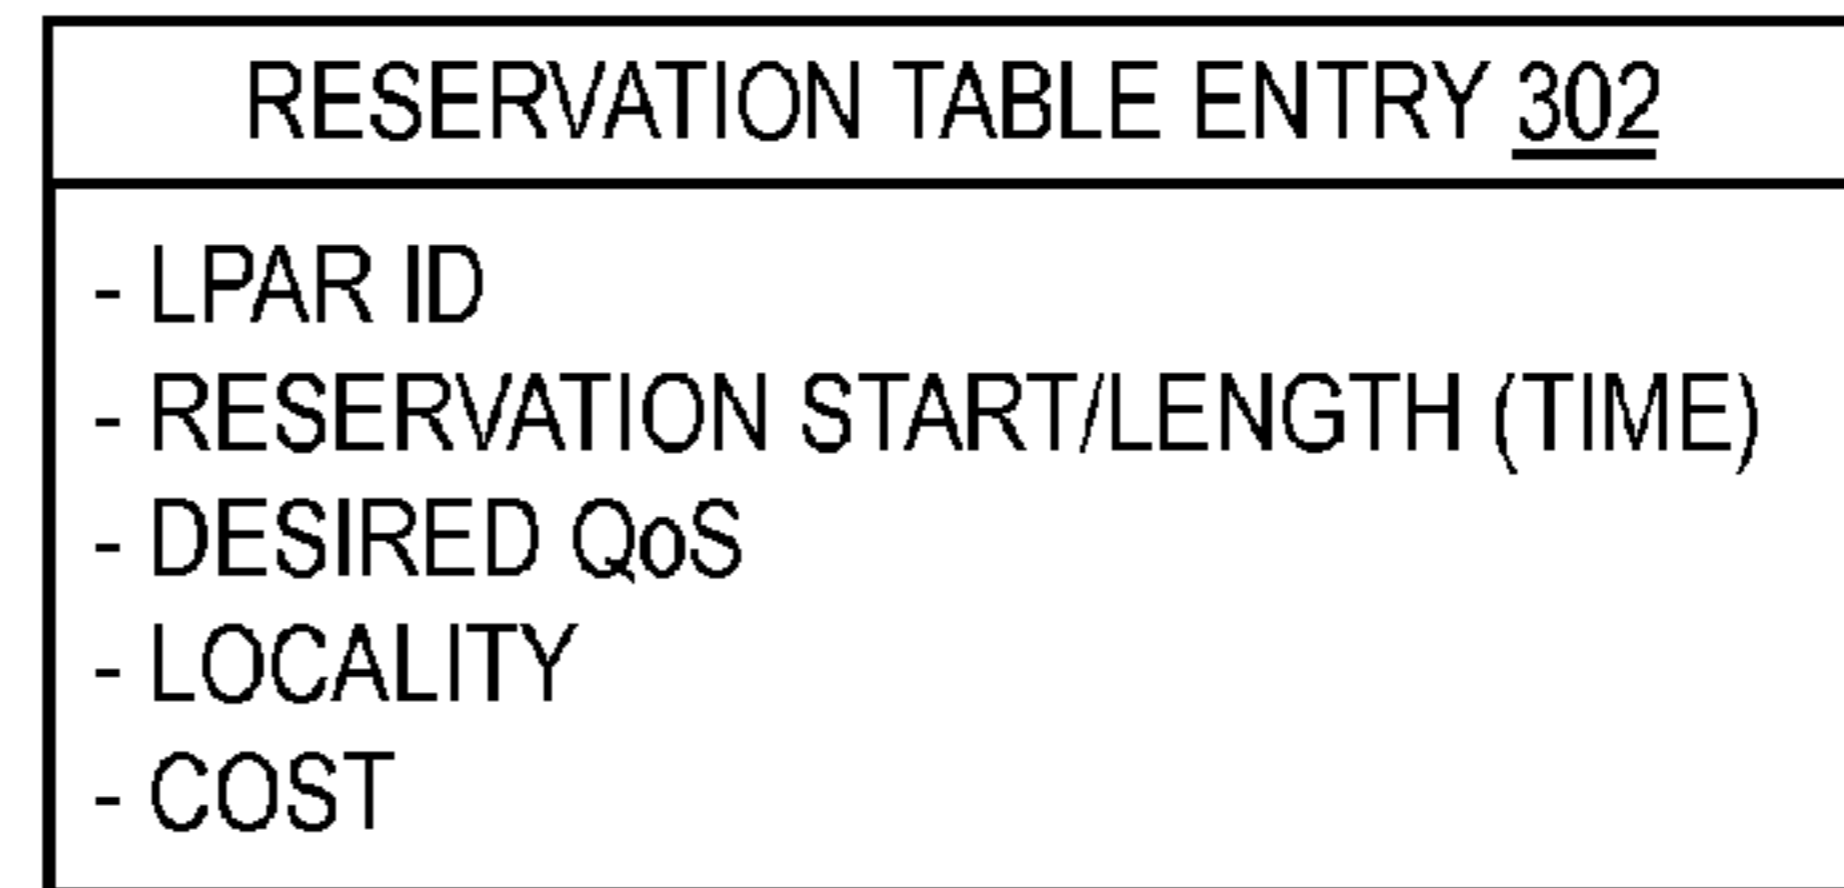 RESERVATION TABLE ENTRY 302
- LPAR ID
- RESERVATION START/LENGTH (TIME)
- DESIRED QoS
- LOCALITY
- COST